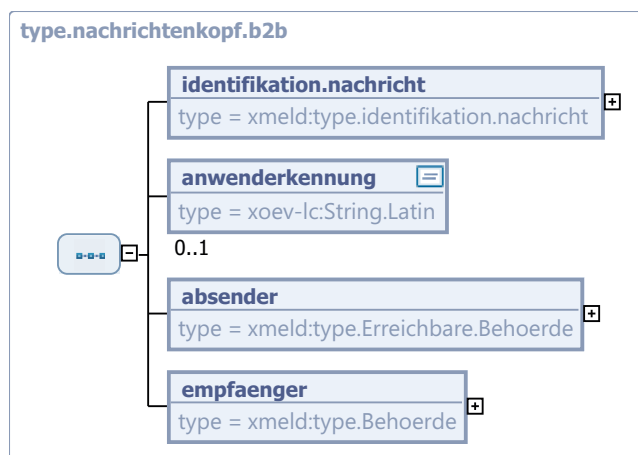 type.nachrichtenkopf.b2b
identifikation.nachricht
type = xmeld:type.identifikation.nachricht
anwenderkennung
type = xoev-lc:String.Latin
0..1
absender
type = xmeld:type.Erreichbare.Behoerde
empfaenger
type = xmeld:type.Behoerde